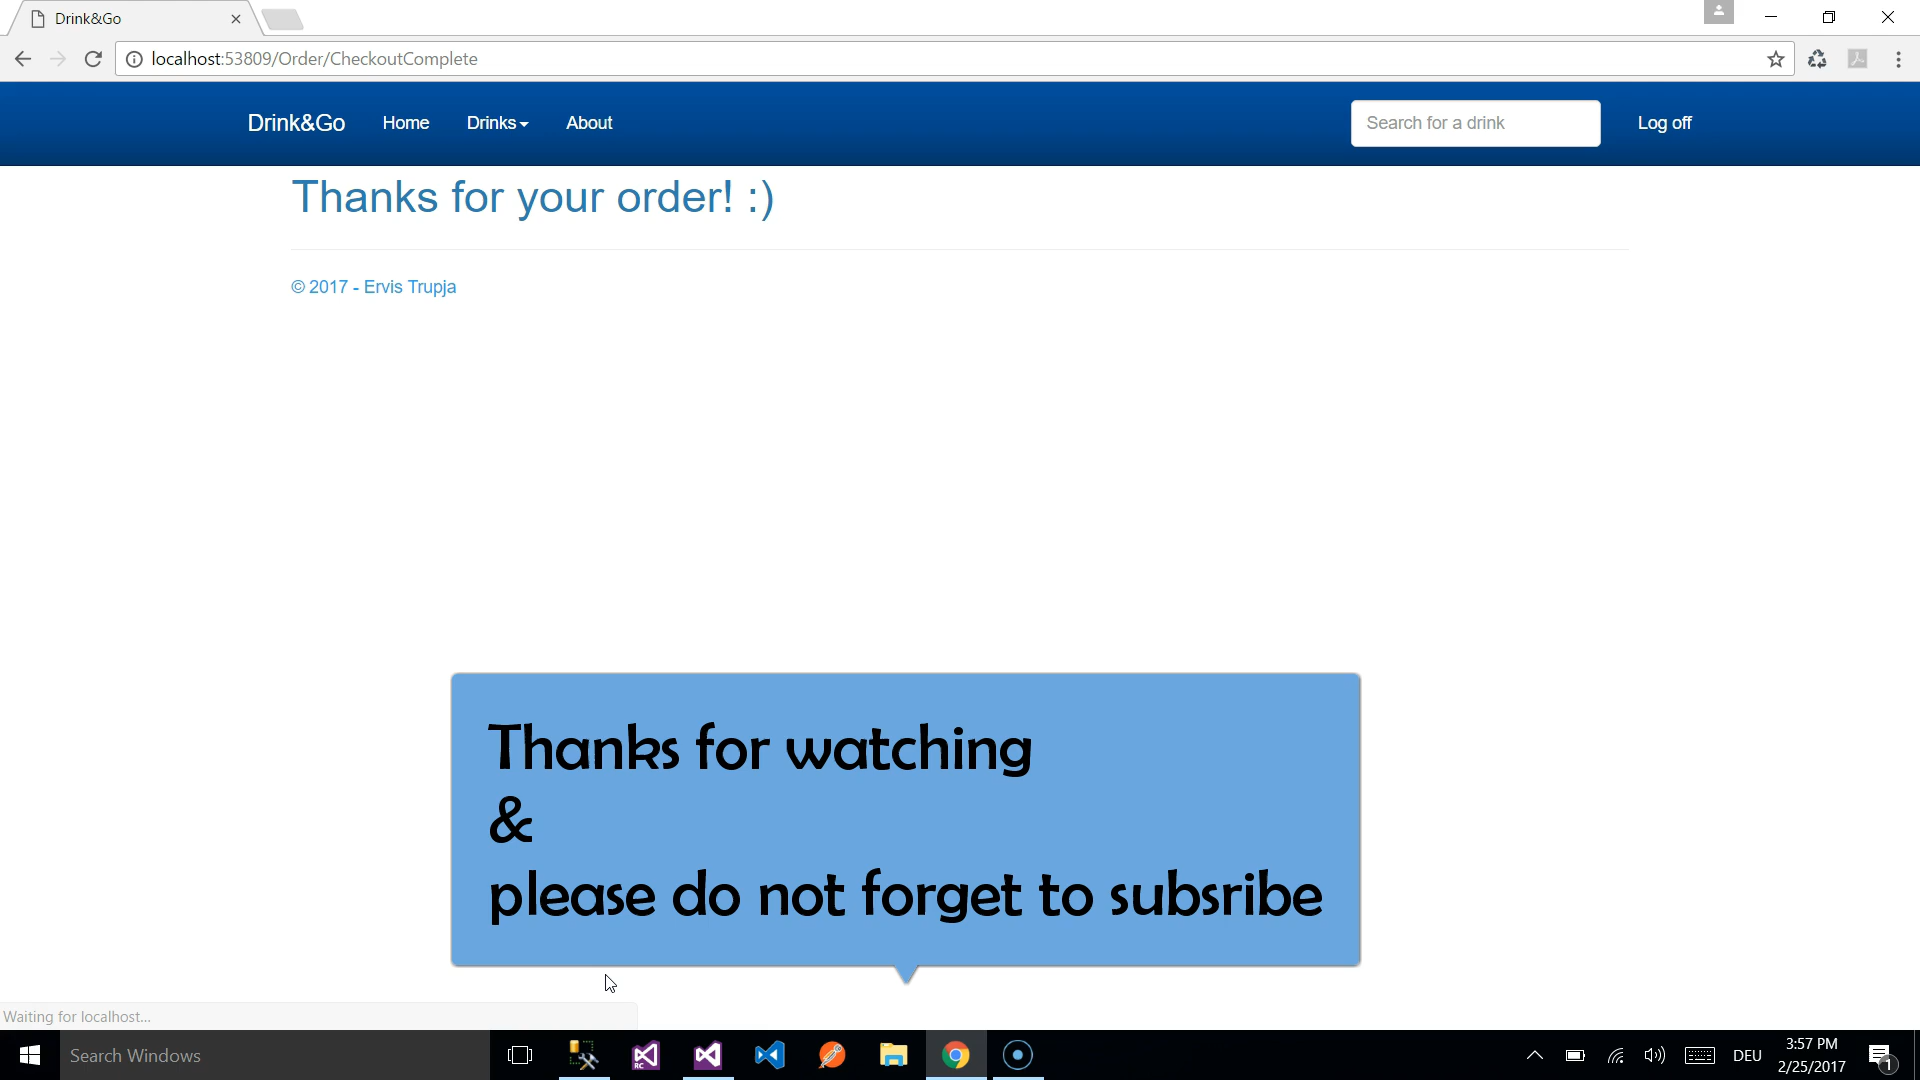 Drink&Go
localhost:53809/Order/CheckoutComplete
Drink&Go Home Drinks About Search for a drink Log off
Thanks for your order! :)
© 2017 - Ervis Trupja
Thanks for watching
&
please do not forget to subsribe
Waiting for localhost...
Search Windows
RC
DEU
3:57 PM
2/25/2017
1